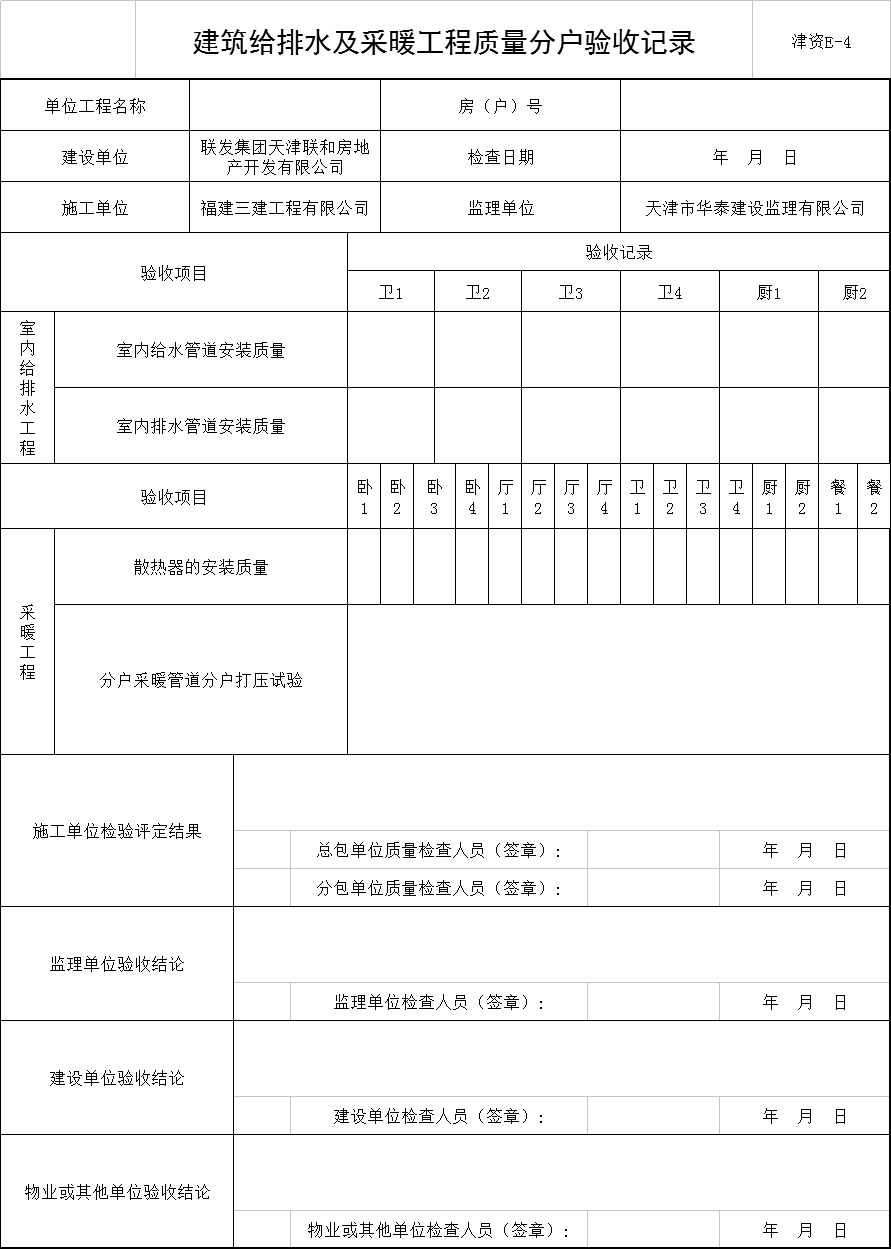 建筑给排水及采暖工程质量分户验收记录 津资E-4
单位工程名称 房（户）号
建设单位 联发集团天津联和房地产开发有限公司 检查日期 年 月 日
施工单位 福建三建工程有限公司 监理单位 天津市华泰建设监理有限公司
验收项目 验收记录
卫1 卫2 卫3 卫4 厨1 厨2
室内给排水工程
室内给水管道安装质量
室内排水管道安装质量
验收项目 卧1 卧2 卧3 卧4 厅1 厅2 厅3 厅4 卫1 卫2 卫3 卫4 厨1 厨2 餐1 餐2
采暖工程
散热器的安装质量
分户采暖管道分户打压试验
施工单位检验评定结果
总包单位质量检查人员（签章）： 年 月 日
分包单位质量检查人员（签章）： 年 月 日
监理单位验收结论
监理单位检查人员（签章）： 年 月 日
建设单位验收结论
建设单位检查人员（签章）： 年 月 日
物业或其他单位验收结论
物业或其他单位检查人员（签章）： 年 月 日